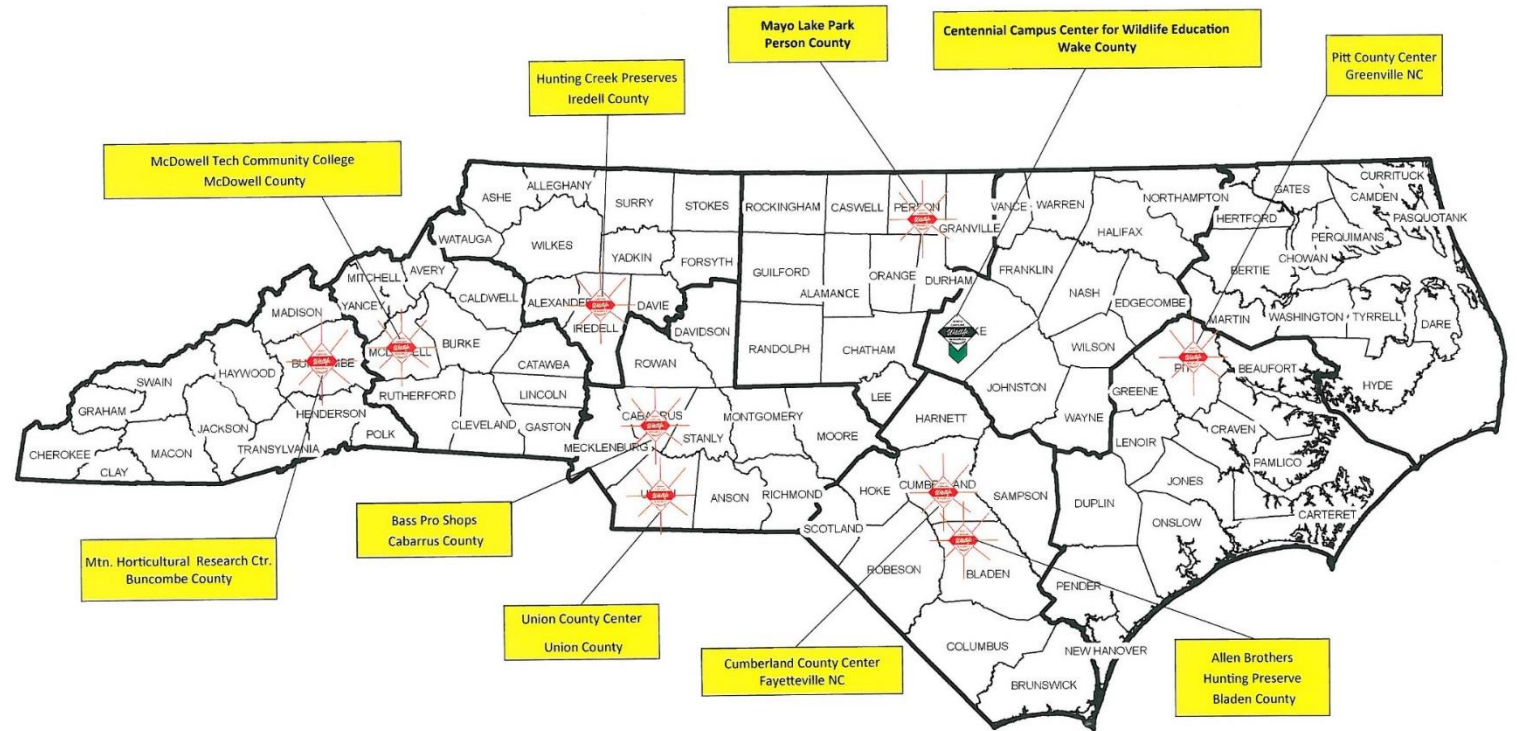 Mayo Lake Park
Person County
Centennial Campus Center for Wildlife Education
Wake County
Pitt County Center
Greenville NC
Hunting Creek Preserves
Iredell County
McDowell Tech Community College
McDowell County
CURRITUCK
GATES
CAMDEN
ALLEGHANY
ASHE
NORTHAMPTON
SURRY
STOKES
ROCKINGHAM
CASWELL
PERSON
VANCE
WARREN
HERTFORD
PASQUOTANK
GRANVILLE
HALIFAX
PERQUIMANS
WATAUGA
WILKES
CHOWAN
YADKIN
FORSYTH
FRANKLIN
BERTIE
MITCHELL
AVERY
GUILFORD
ORANGE
DURHAM
ALAMANCE
NASH
YANCE
CALDWELL
ALEXANDER
DAVIE
EDGECOMBE
MADISON
MARTIN
WASHINGTON
TYRRELL
DARE
IREDELL
DAVIDSON
BURKE
RANDOLPH
CHATHAM
WILSON
ROWAN
CATAWBA
HAYWOOD
BEAUFORT
SWAIN
HYDE
RUTHERFORD
LINCOLN
JOHNSTON
GREENE
LEE
WAYNE
GRAHAM
HENDERSON
HARNETT
CABARRUS
MONTGOMERY
CLEVELAND
GASTON
JACKSON
CRAVEN
POLK
MOORE
STANLY
LENOIR
MECKLENBURG
TRANSYLVANIA
CHEROKEE
MACON
PAMLICO
CLAY
JONES
CUMBERLAND
HOKE
ANSON
RICHMOND
SAMPSON
DUPLIN
CARTERET
ONSLOW
SCOTLAND
Bass Pro Shops
Cabarrus County
Mtn. Horticultural Research Ctr.
Buncombe County
ROBESON
BLADEN
PENDER
Union County Center
Union County
COLUMBUS
NEW HANOVER
Cumberland County Center
Fayetteville NC
Allen Brothers
Hunting Preserve
Bladen County
BRUNSWICK